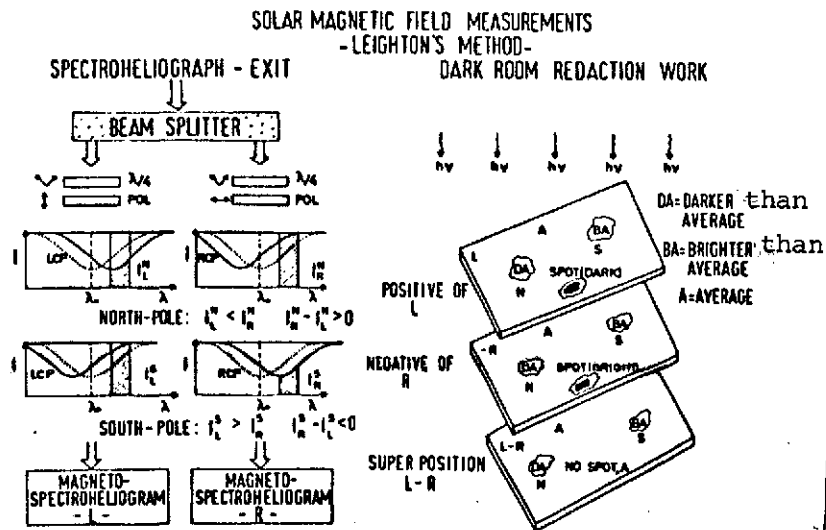 SOLAR MAGNETIC FIELD MEASUREMENTS
-LEIGHTON'S METHOD-
SPECTROHELIOGRAPH - EXIT
BEAM SPLITTER
λ/4
POL
λ/4
POL
I
LCP
I_L^N
λ₀
λ
I
RCP
I_R^N
λ₀
λ
NORTH-POLE: I_L^N < I_R^N I_R^N - I_L^N > 0
LCP
I_L^S
λ₀
λ
RCP
λ₀
λ
SOUTH-POLE: I_L^S > I_R^S I_R^S - I_L^S < 0
MAGNETO-
SPECTROHELIOGRAM
- L -
MAGNETO-
SPECTROHELIOGRAM
- R -
DARK ROOM REDACTION WORK
hν hν hν hν hν
L
A
BA
S
DA
N
SPOT(DARK)
DA=DARKER than
AVERAGE
BA=BRIGHTER than
AVERAGE
A=AVERAGE
POSITIVE OF
L
-R
A
BA
S
DA
N
NEGATIVE OF
R
L-R
A
BA
S
DA
N
NO SPOT, A
SUPER POSITION
L-R